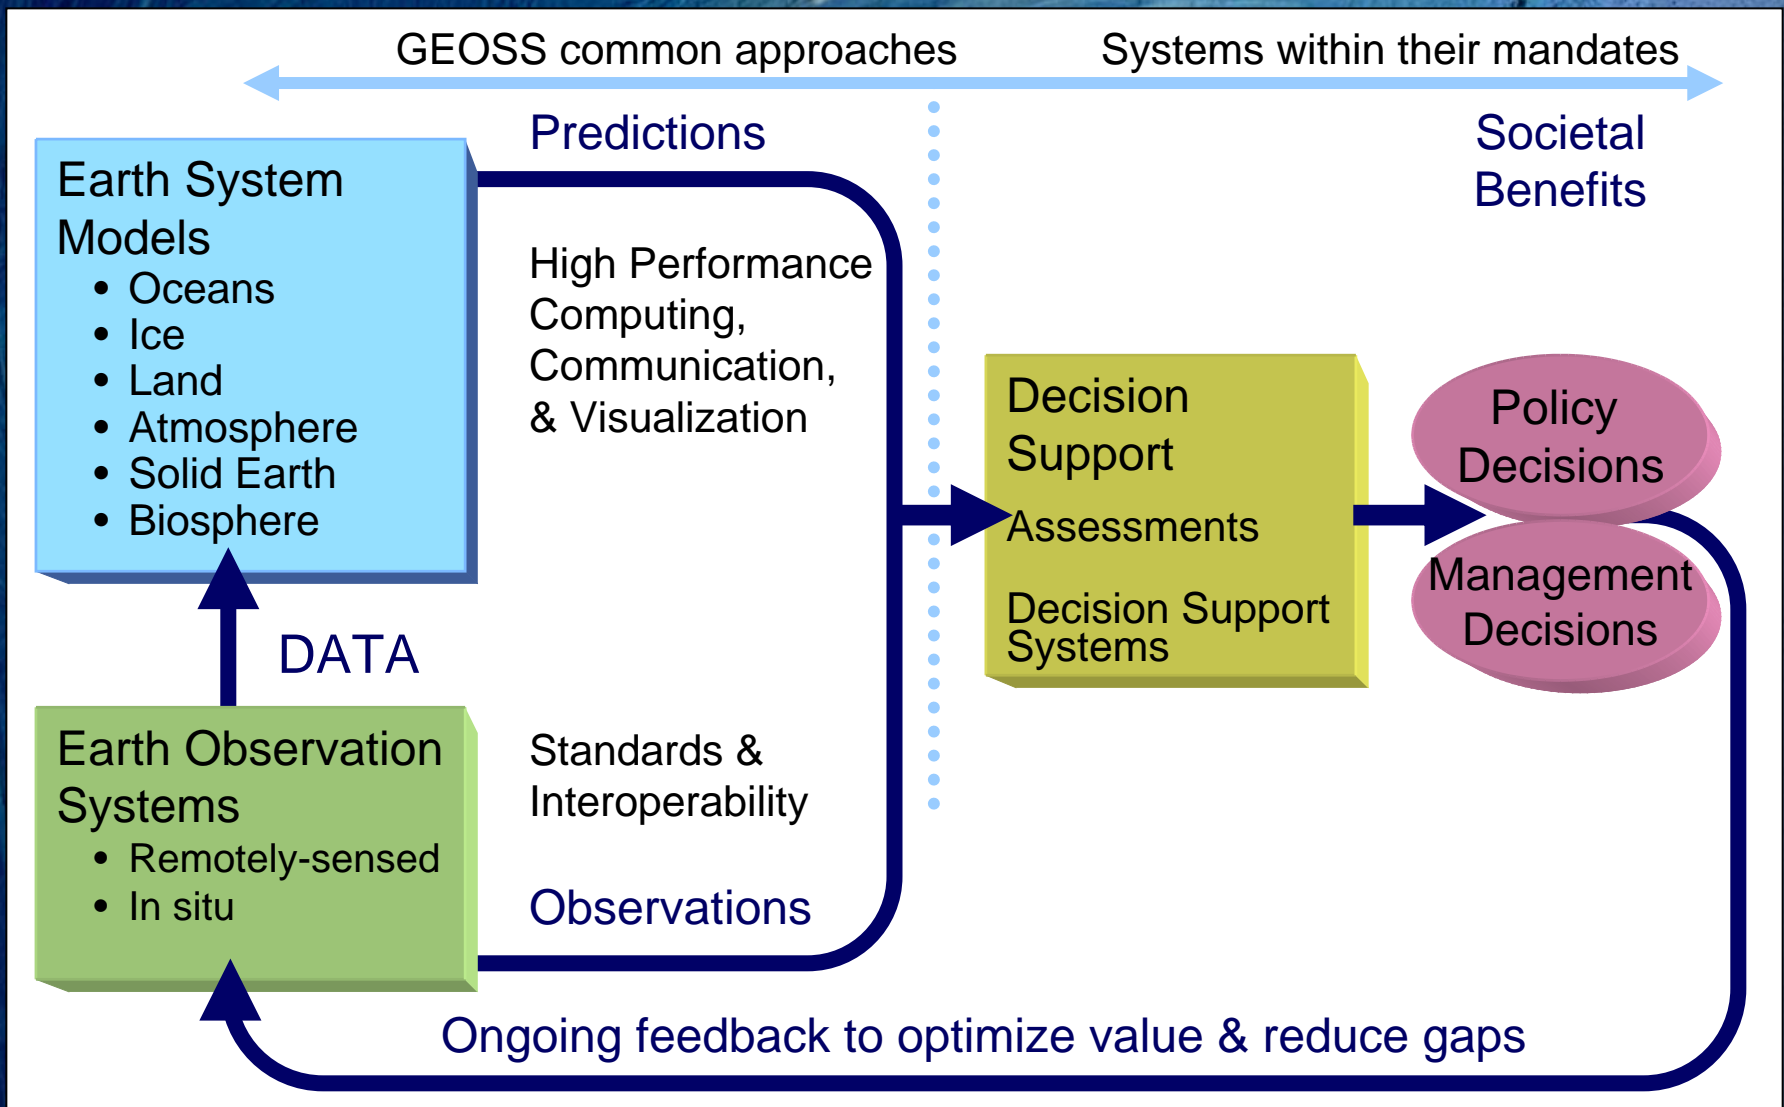 GEOSS common approaches
Systems within their mandates
Predictions
Societal
Benefits
Earth System
Models
• Oceans
• Ice
• Land
• Atmosphere
• Solid Earth
• Biosphere
High Performance
Computing,
Communication,
& Visualization
Decision
Support
Assessments
Decision Support
Systems
Policy
Decisions
Management
Decisions
DATA
Earth Observation
Systems
• Remotely-sensed
• In situ
Standards &
Interoperability
Observations
Ongoing feedback to optimize value & reduce gaps